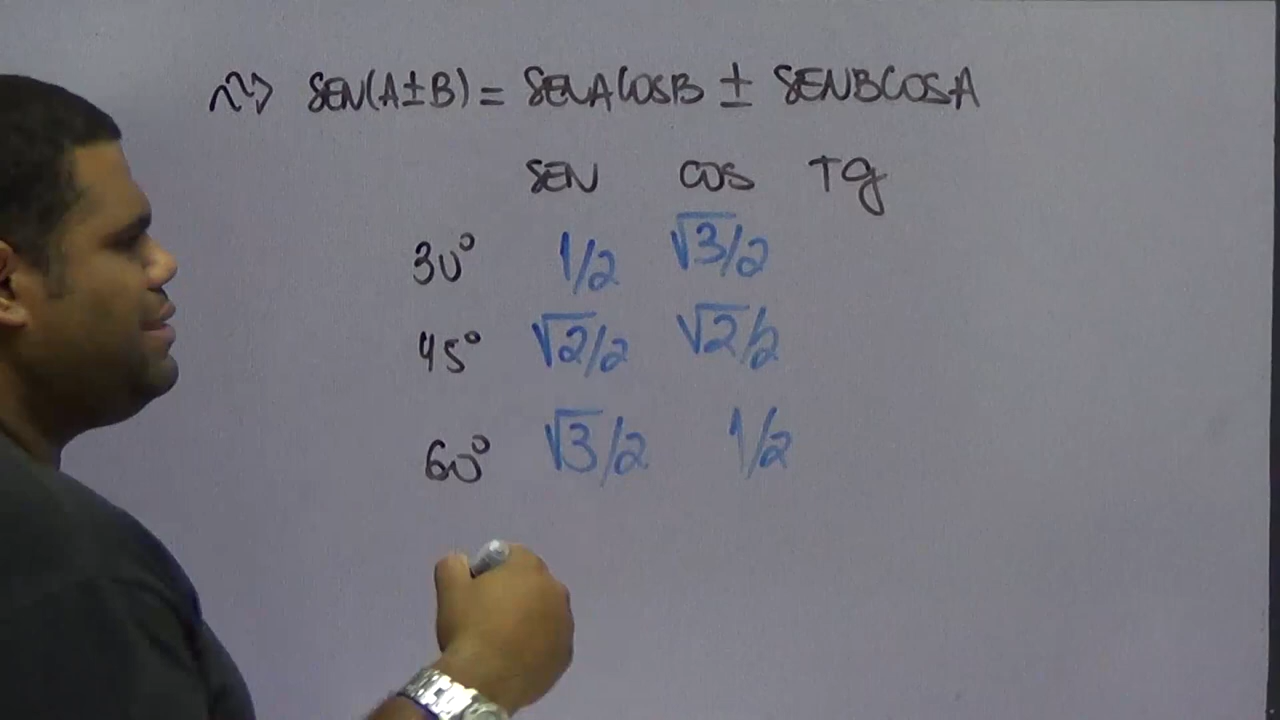 ~> SEN(A±B) = SENACOSB ± SENBCOSA
SEN COS Tg
30° 1/2 √3/2
45° √2/2 √2/2
60° √3/2 1/2